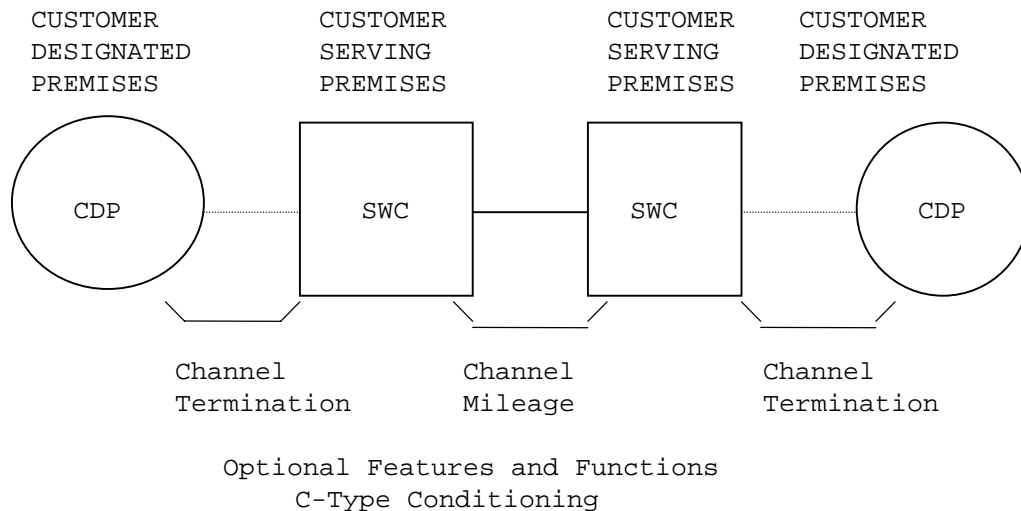 CUSTOMER DESIGNATED PREMISES
CUSTOMER SERVING PREMISES
CUSTOMER SERVING PREMISES
CUSTOMER DESIGNATED PREMISES
CDP
SWC
SWC
CDP
Channel Termination
Channel Mileage
Channel Termination
Optional Features and Functions
C-Type Conditioning